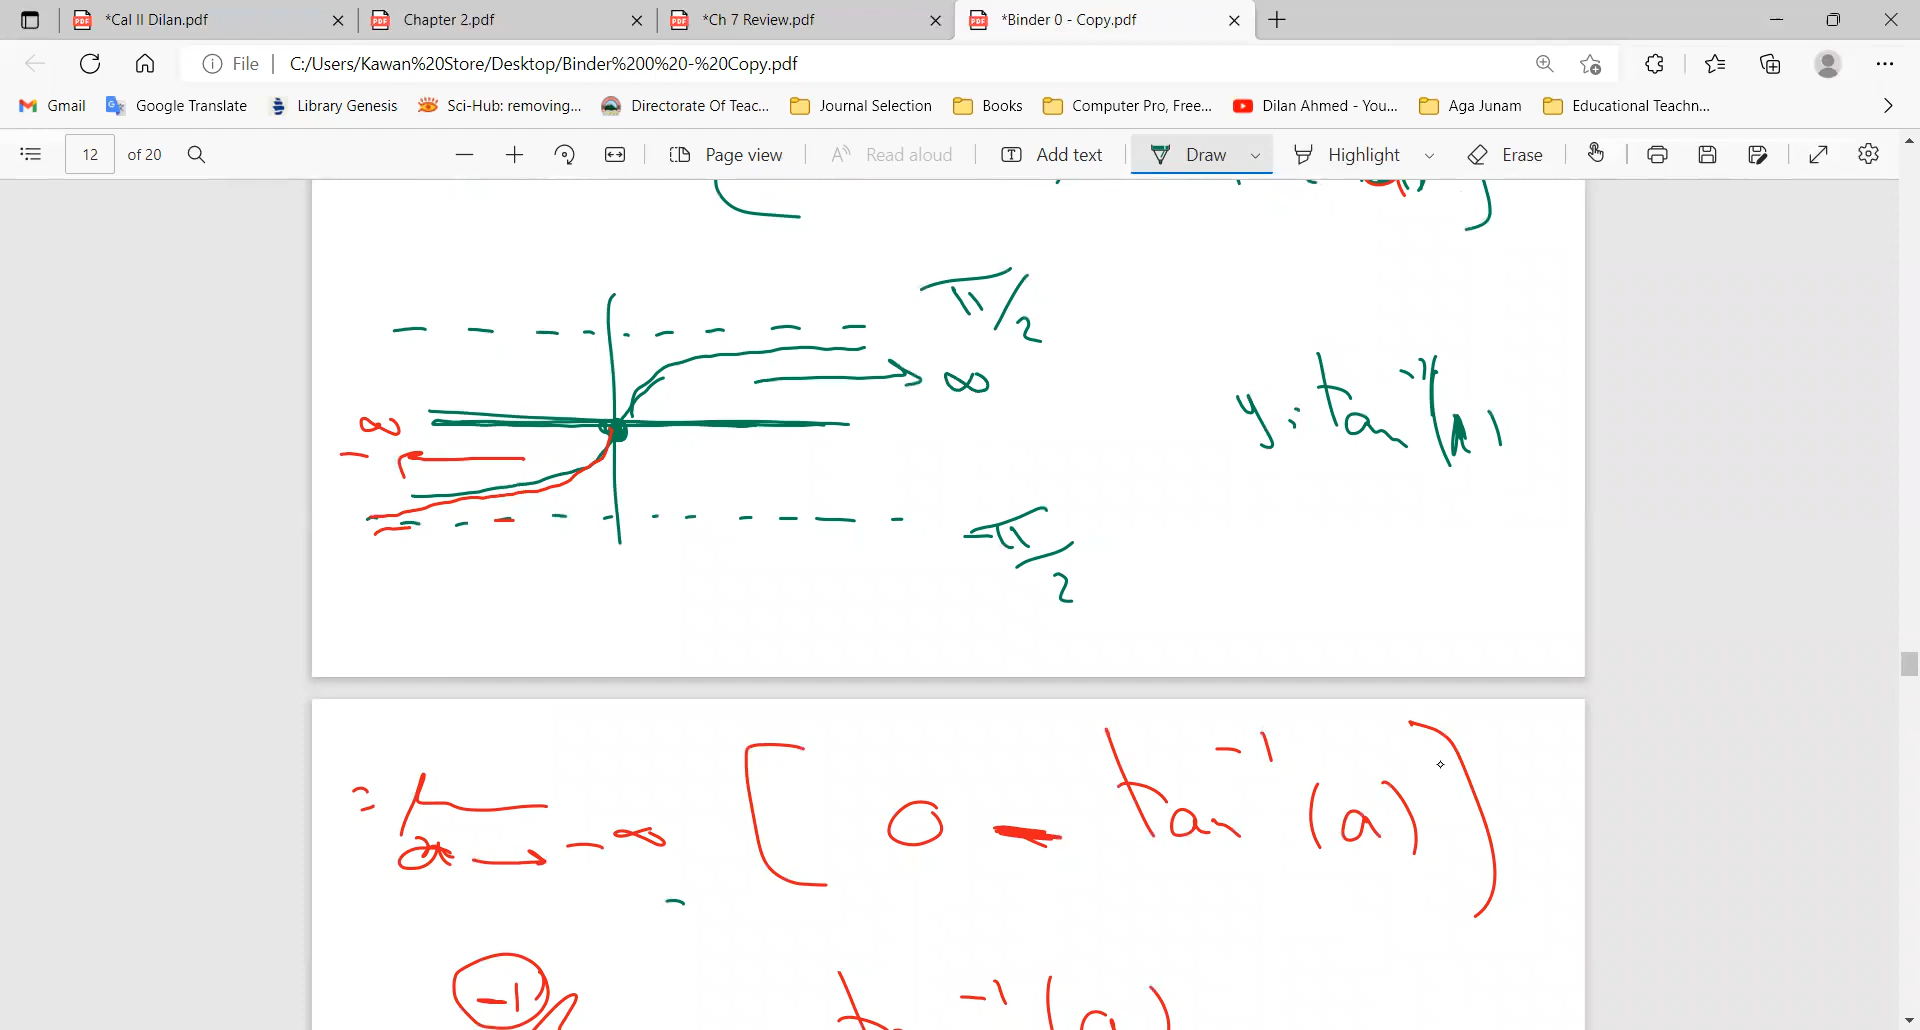 *Cal II Dilan.pdf
Chapter 2.pdf
*Ch 7 Review.pdf
*Binder 0 - Copy.pdf
File
C:/Users/Kawan%20Store/Desktop/Binder%200%20-%20Copy.pdf
Gmail
Google Translate
Library Genesis
Sci-Hub: removing...
Directorate Of Teac...
Journal Selection
Books
Computer Pro, Free...
Dilan Ahmed - You...
Aga Junam
Educational Teachn...
12 of 20
Page view
Read aloud
Add text
Draw
Highlight
Erase
π/2
∞
-∞
y = tan⁻¹(x)
-π/2
= a → -∞ [ 0 - tan⁻¹(a) ]
=
-1 tan⁻¹(a)